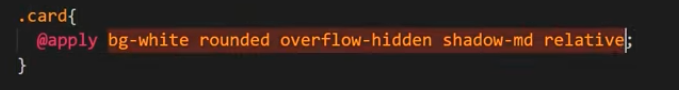 .card{
@apply bg-white rounded overflow-hidden shadow-md relative;
}